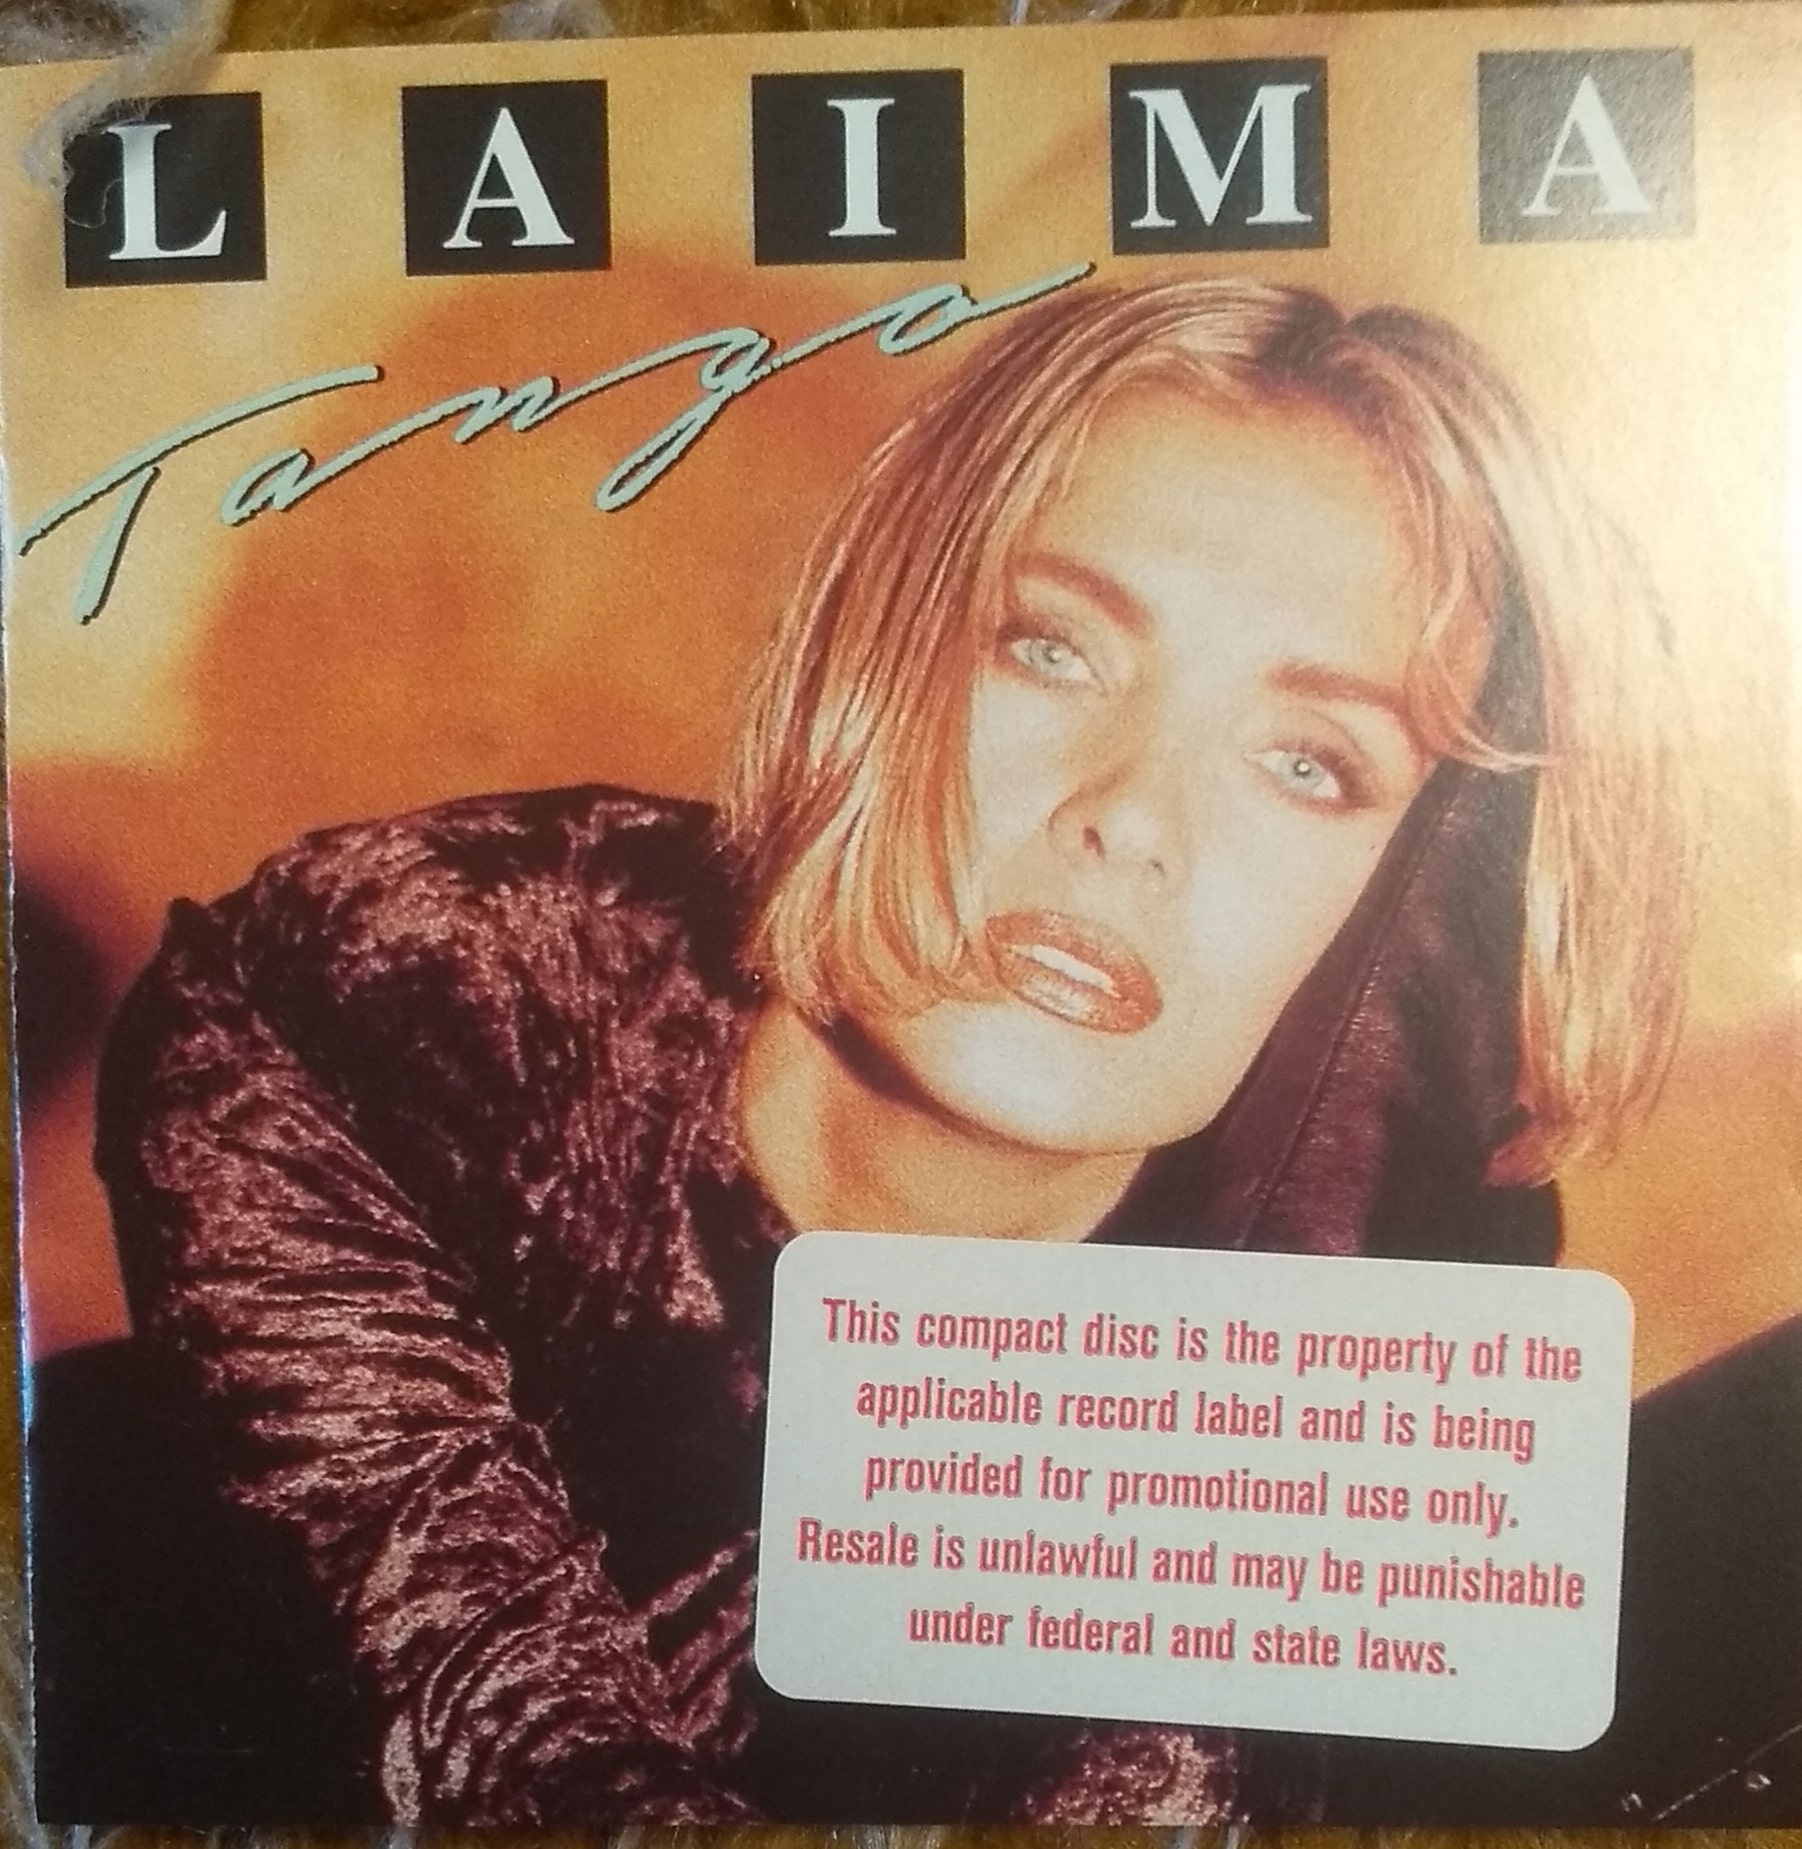 LAIMA
Tango
This compact disc is the property of the
applicable record label and is being
provided for promotional use only.
Resale is unlawful and may be punishable
under federal and state laws.